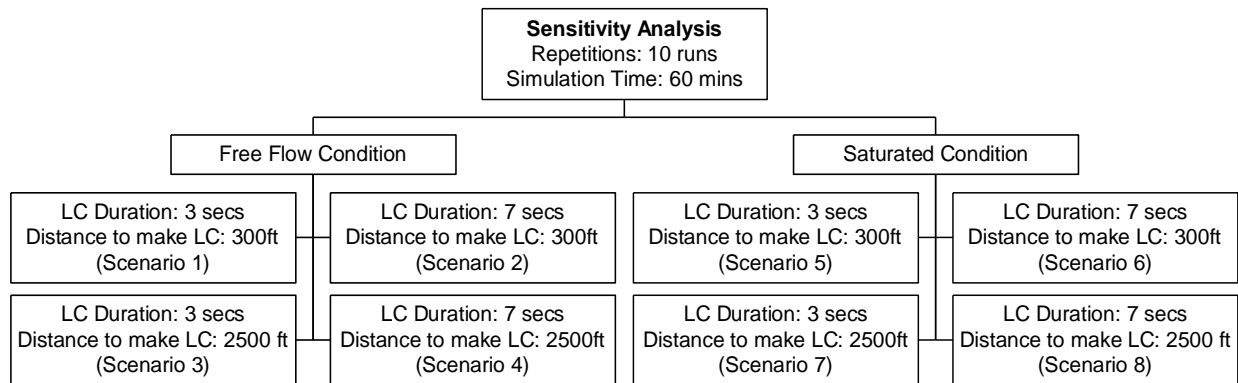 Sensitivity Analysis
Repetitions: 10 runs
Simulation Time: 60 mins
Free Flow Condition
Saturated Condition
LC Duration: 3 secs
Distance to make LC: 300ft
(Scenario 1)
LC Duration: 7 secs
Distance to make LC: 300ft
(Scenario 2)
LC Duration: 3 secs
Distance to make LC: 300ft
(Scenario 5)
LC Duration: 7 secs
Distance to make LC: 300ft
(Scenario 6)
LC Duration: 3 secs
Distance to make LC: 2500 ft
(Scenario 3)
LC Duration: 7 secs
Distance to make LC: 2500ft
(Scenario 4)
LC Duration: 3 secs
Distance to make LC: 2500ft
(Scenario 7)
LC Duration: 7 secs
Distance to make LC: 2500 ft
(Scenario 8)